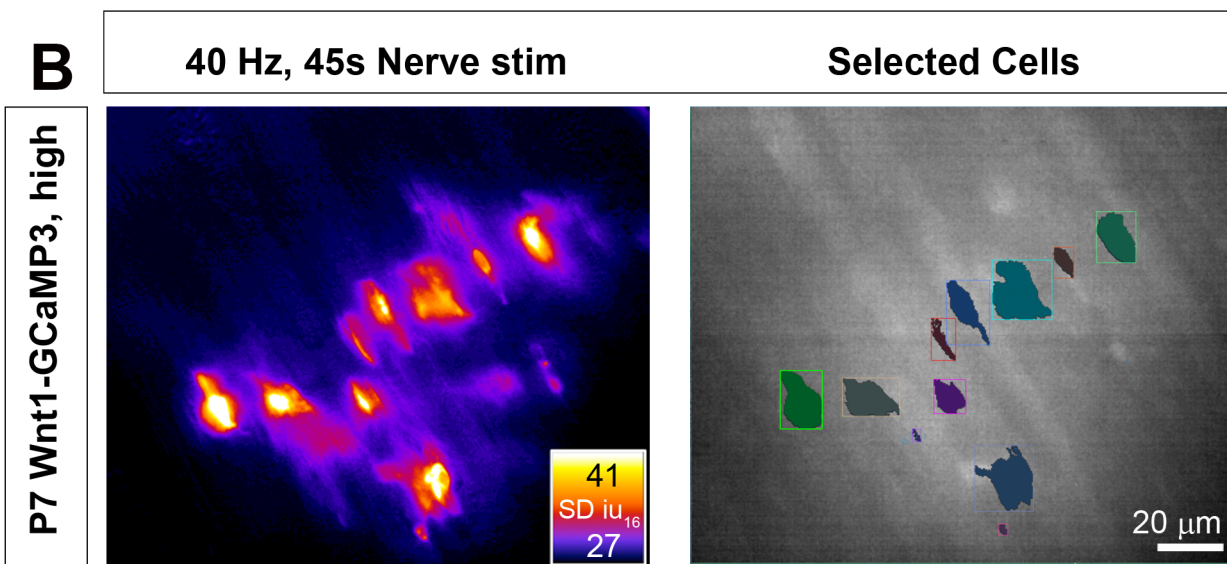 B
40 Hz, 45s Nerve stim
Selected Cells
P7 Wnt1-GCaMP3, high
41
SD iu16
27
20 μm